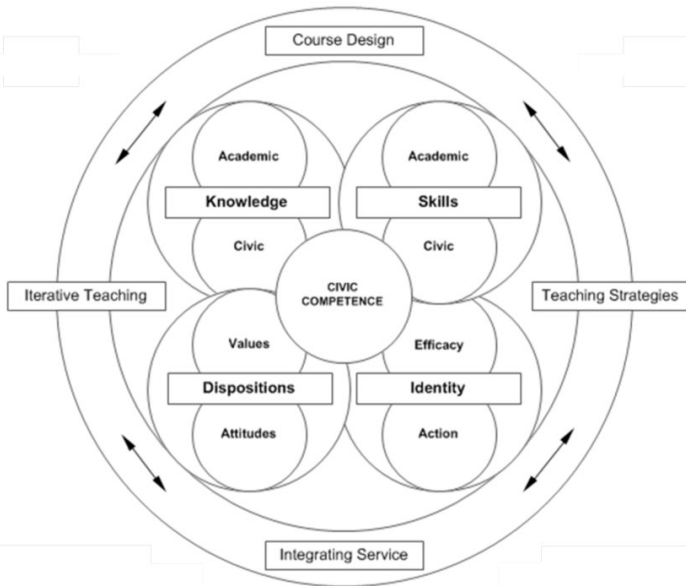 Course Design
Academic
Academic
Knowledge
Skills
Civic
Civic
Iterative Teaching
CIVIC
COMPETENCE
Teaching Strategies
Values
Efficacy
Dispositions
Identity
Attitudes
Action
Integrating Service